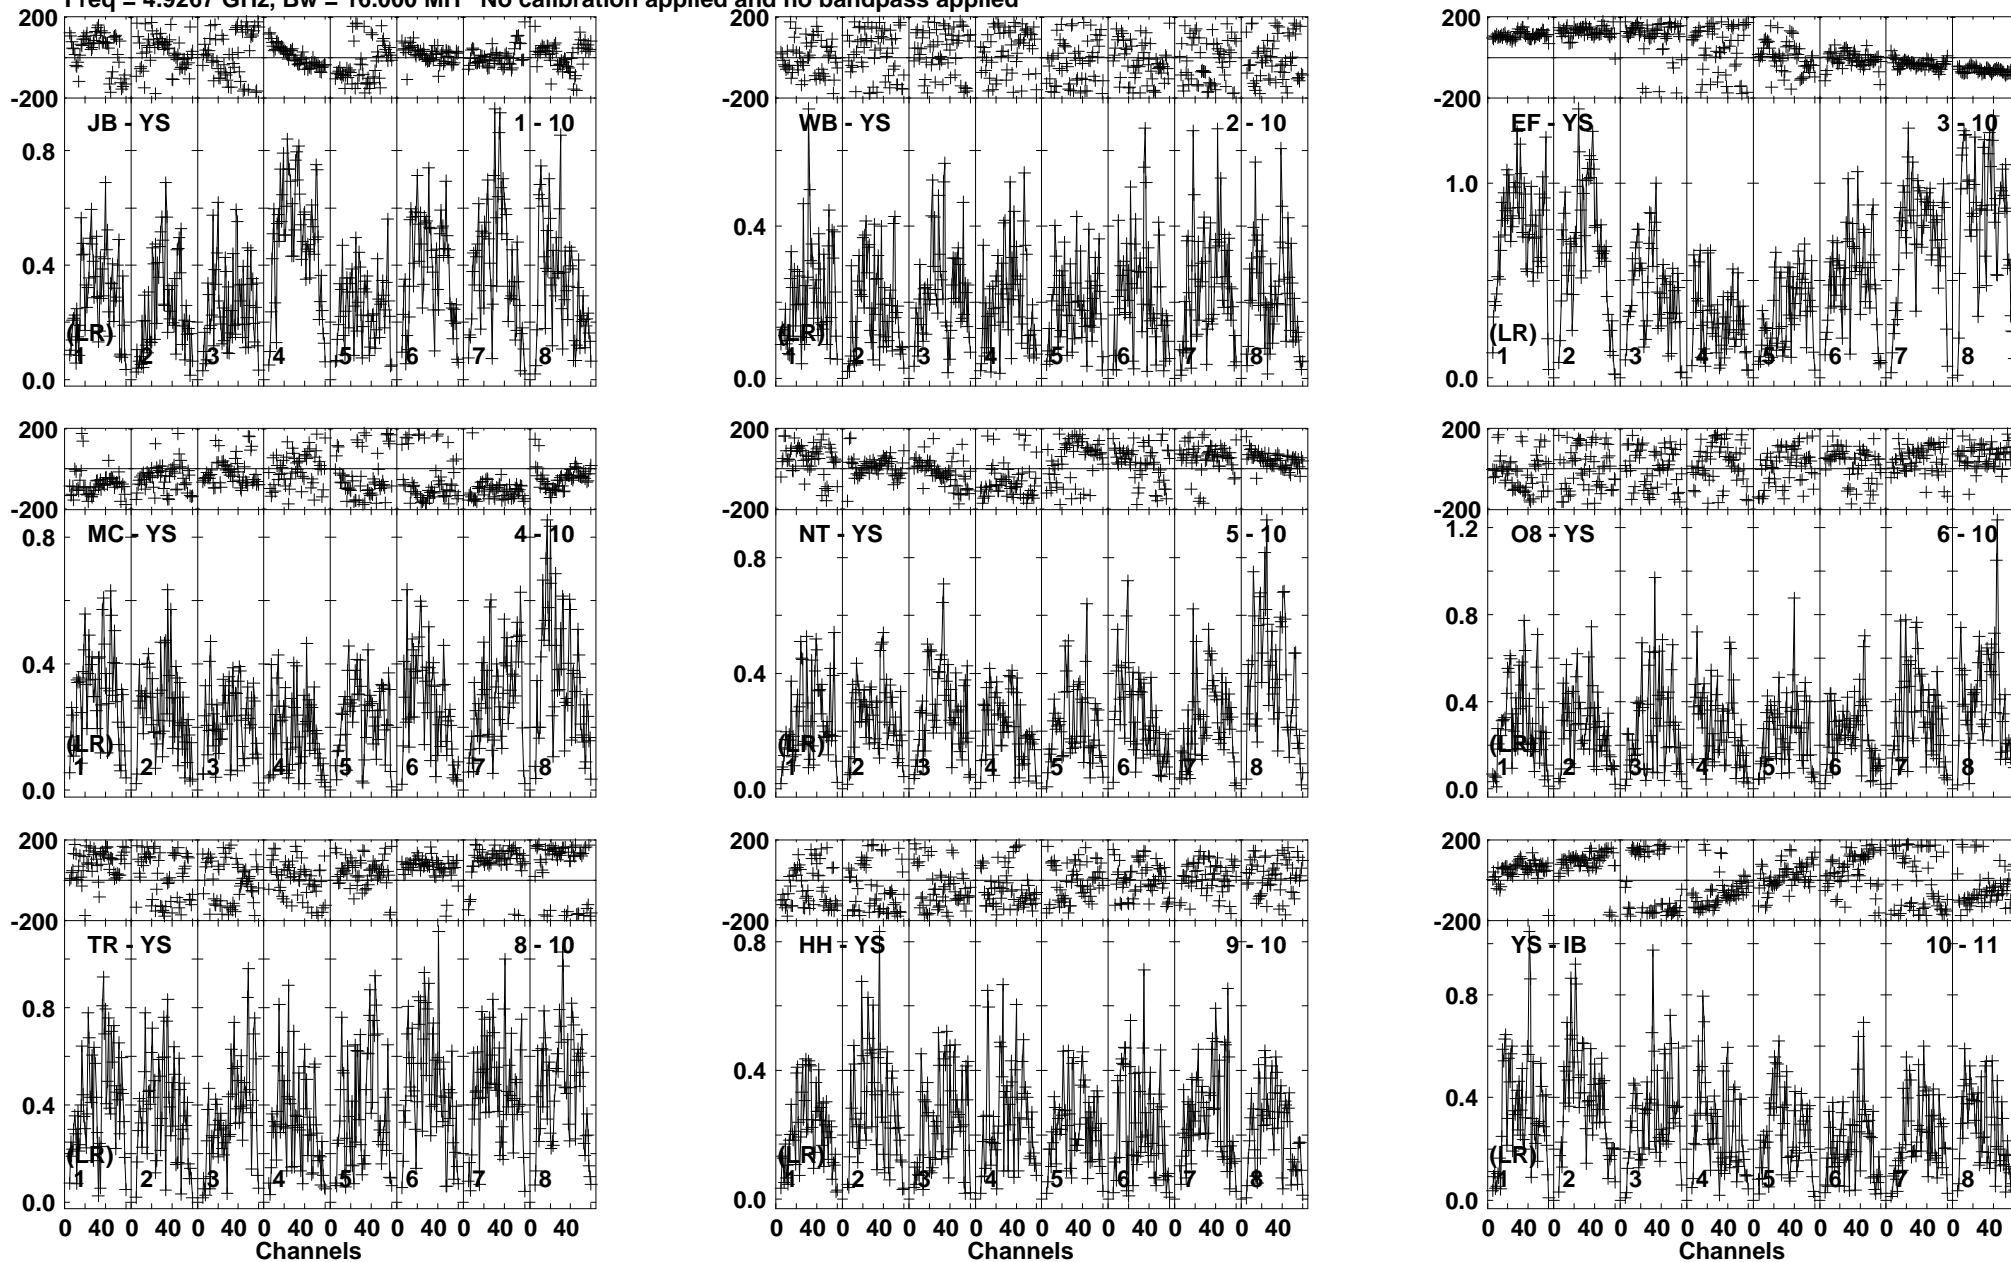 Freq = 4.9267 GHz, Bw = 16.000 MH No calibration applied and no bandpass applied
200 200 200
-200 -200 -200
JB - YS 1 - 10 WB - YS 2 - 10 EF - YS 3 - 10
0.8
0.4 0.4 1.0
(LR) (LR) (LR)
1 2 3 4 5 6 7 8 1 2 3 4 5 6 7 8 1 2 3 4 5 6 7 8
0.0 0.0 0.0
200 200 200
-200 -200 -200
MC - YS 4 - 10 NT - YS 5 - 10 O8 - YS 6 - 10
0.8 0.8 1.2
0.8
0.4 0.4 0.4
(LR) (LR) (LR)
1 2 3 4 5 6 7 8 1 2 3 4 5 6 7 8 1 2 3 4 5 6 7 8
0.0 0.0 0.0
200 200 200
-200 -200 -200
TR - YS 8 - 10 HH - YS 9 - 10 YS - IB 10 - 11
0.8 0.8 0.8
0.4 0.4 0.4
(LR) (LR) (LR)
1 2 3 4 5 6 7 8 1 2 3 4 5 6 7 8 1 2 3 4 5 6 7 8
0.0 0.0 0.0
0 40 0 40 0 40 0 40 0 40 0 40 0 40 0 40 0 40 0 40 0 40 0 40 0 40 0 40 0 40 0 40 0 40 0 40 0 40 0 40 0 40 0 40 0 40 0 40
Channels Channels Channels